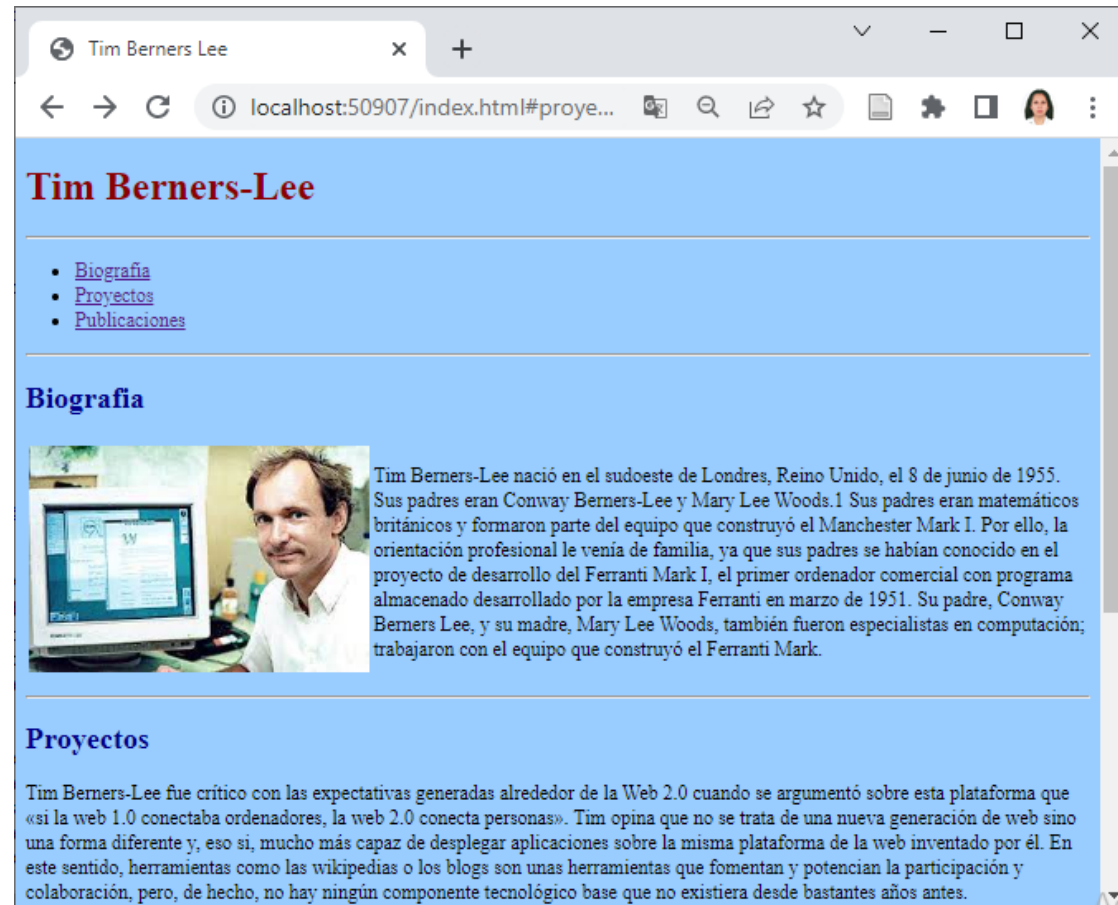 Tim Berners Lee
localhost:50907/index.html#proye...
Tim Berners-Lee
Biografía
Proyectos
Publicaciones
Biografia
Tim Berners-Lee nació en el sudoeste de Londres, Reino Unido, el 8 de junio de 1955.
Sus padres eran Conway Berners-Lee y Mary Lee Woods.1 Sus padres eran matemáticos
británicos y formaron parte del equipo que construyó el Manchester Mark I. Por ello, la
orientación profesional le venía de familia, ya que sus padres se habían conocido en el
proyecto de desarrollo del Ferranti Mark I, el primer ordenador comercial con programa
almacenado desarrollado por la empresa Ferranti en marzo de 1951. Su padre, Conway
Berners Lee, y su madre, Mary Lee Woods, también fueron especialistas en computación;
trabajaron con el equipo que construyó el Ferranti Mark.
Proyectos
Tim Berners-Lee fue crítico con las expectativas generadas alrededor de la Web 2.0 cuando se argumentó sobre esta plataforma que
«si la web 1.0 conectaba ordenadores, la web 2.0 conecta personas». Tim opina que no se trata de una nueva generación de web sino
una forma diferente y, eso si, mucho más capaz de desplegar aplicaciones sobre la misma plataforma de la web inventado por él. En
este sentido, herramientas como las wikipedias o los blogs son unas herramientas que fomentan y potencian la participación y
colaboración, pero, de hecho, no hay ningún componente tecnológico base que no existiera desde bastantes años antes.